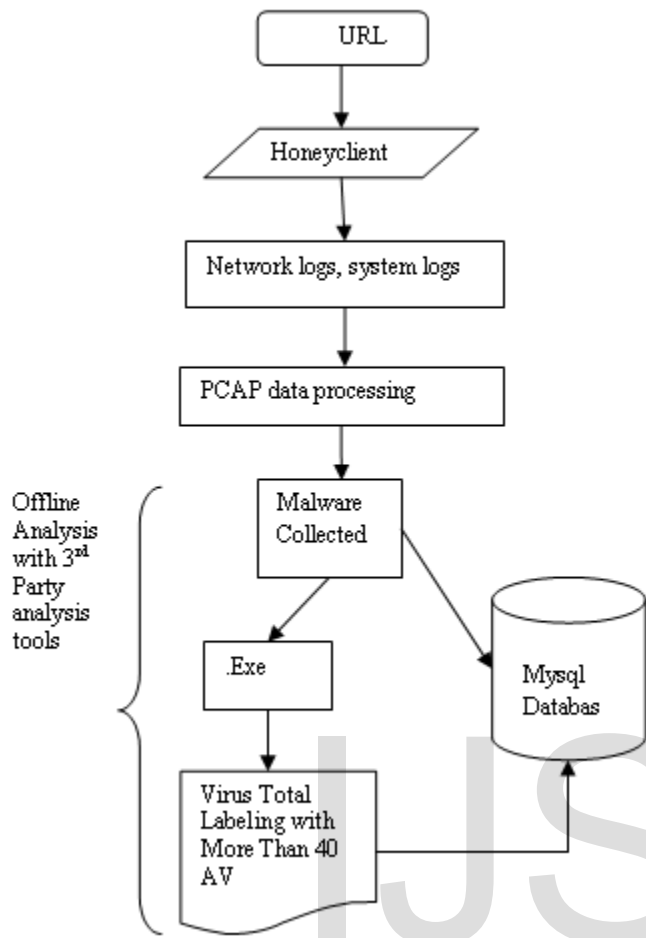 URL
Honeyclient
Network logs, system logs
PCAP data processing
Offline
Analysis
with 3rd
Party
analysis
tools
Malware
Collected
.Exe
Mysql
Databas
Virus Total
Labeling with
More Than 40
AV
IJS